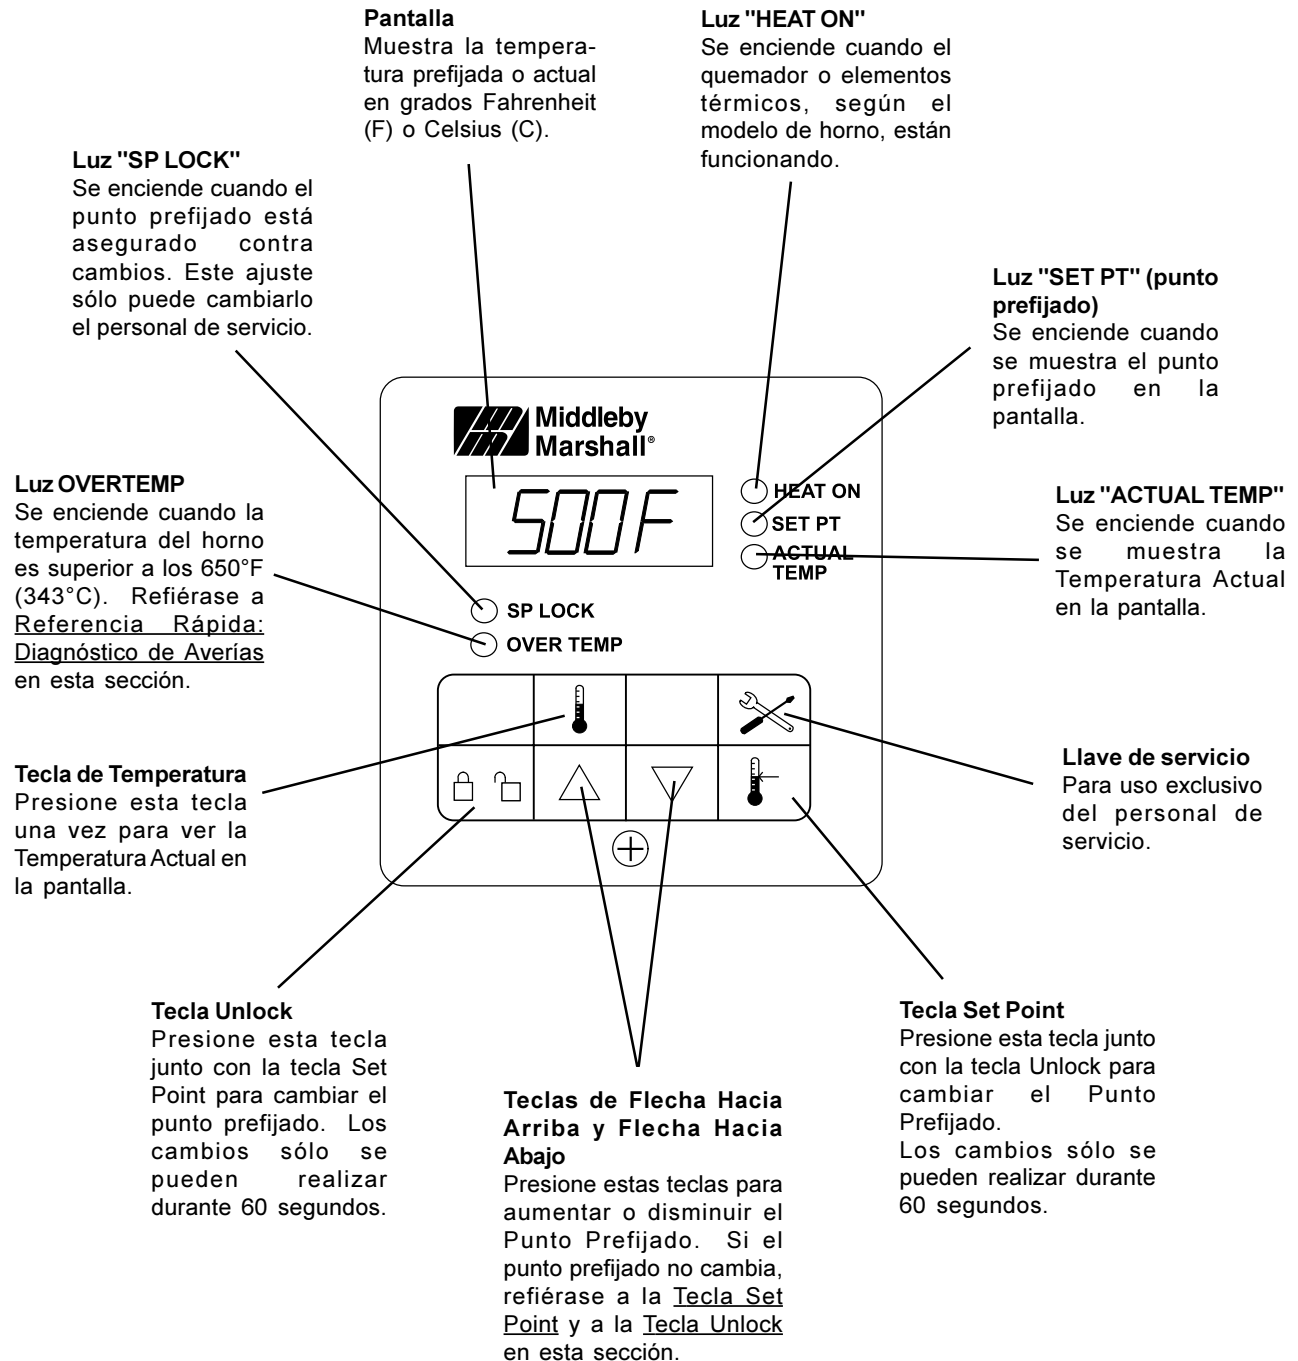 Pantalla
Muestra la tempera-
tura prefijada o actual
en grados Fahrenheit
(F) o Celsius (C).
Luz "HEAT ON"
Se enciende cuando el
quemador o elementos
térmicos, según el
modelo de horno, están
funcionando.
Luz "SP LOCK"
Se enciende cuando el
punto prefijado está
asegurado contra
cambios. Este ajuste
sólo puede cambiarlo
el personal de servicio.
Luz "SET PT" (punto
prefijado)
Se enciende cuando
se muestra el punto
prefijado en la
pantalla.
Luz OVERTEMP
Se enciende cuando la
temperatura del horno
es superior a los 650°F
(343°C). Refiérase a
Referencia Rápida:
Diagnóstico de Averías
en esta sección.
Middleby
Marshall®
500F
HEAT ON
SET PT
ACTUAL
TEMP
SP LOCK
OVER TEMP
Luz "ACTUAL TEMP"
Se enciende cuando
se muestra la
Temperatura Actual
en la pantalla.
Tecla de Temperatura
Presione esta tecla
una vez para ver la
Temperatura Actual en
la pantalla.
Llave de servicio
Para uso exclusivo
del personal de
servicio.
Tecla Unlock
Presione esta tecla
junto con la tecla Set
Point para cambiar el
punto prefijado. Los
cambios sólo se
pueden realizar
durante 60 segundos.
Teclas de Flecha Hacia
Arriba y Flecha Hacia
Abajo
Presione estas teclas para
aumentar o disminuir el
Punto Prefijado. Si el
punto prefijado no cambia,
refiérase a la Tecla Set
Point y a la Tecla Unlock
en esta sección.
Tecla Set Point
Presione esta tecla junto
con la tecla Unlock para
cambiar el Punto
Prefijado.
Los cambios sólo se
pueden realizar durante
60 segundos.